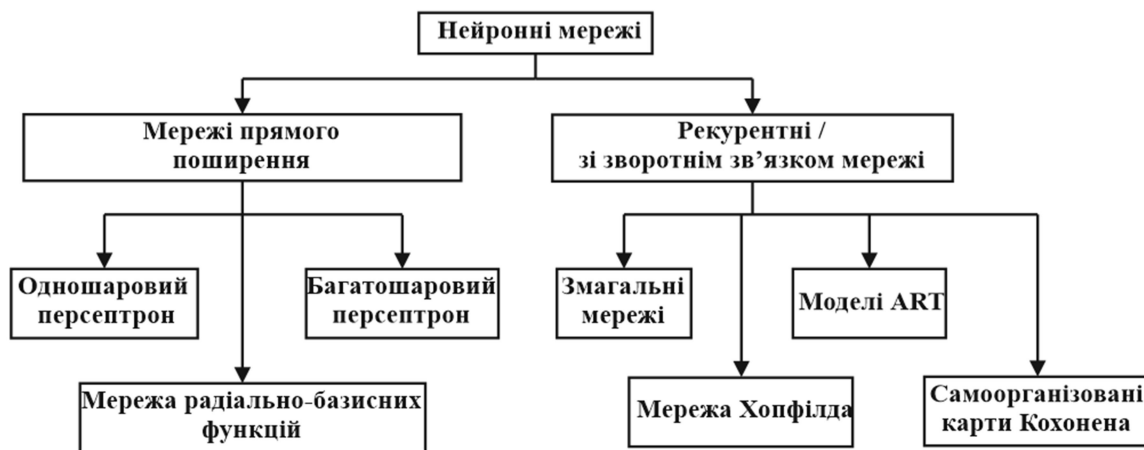 Нейронні мережі
Мережі прямого
поширення
Рекурентні /
зі зворотнім зв’язком мережі
Одношаровий
персептрон
Багатошаровий
персептрон
Змагальні
мережі
Моделі ART
Мережа радіально-базисних
функцій
Мережа Хопфілда
Самоорганізовані
карти Кохонена